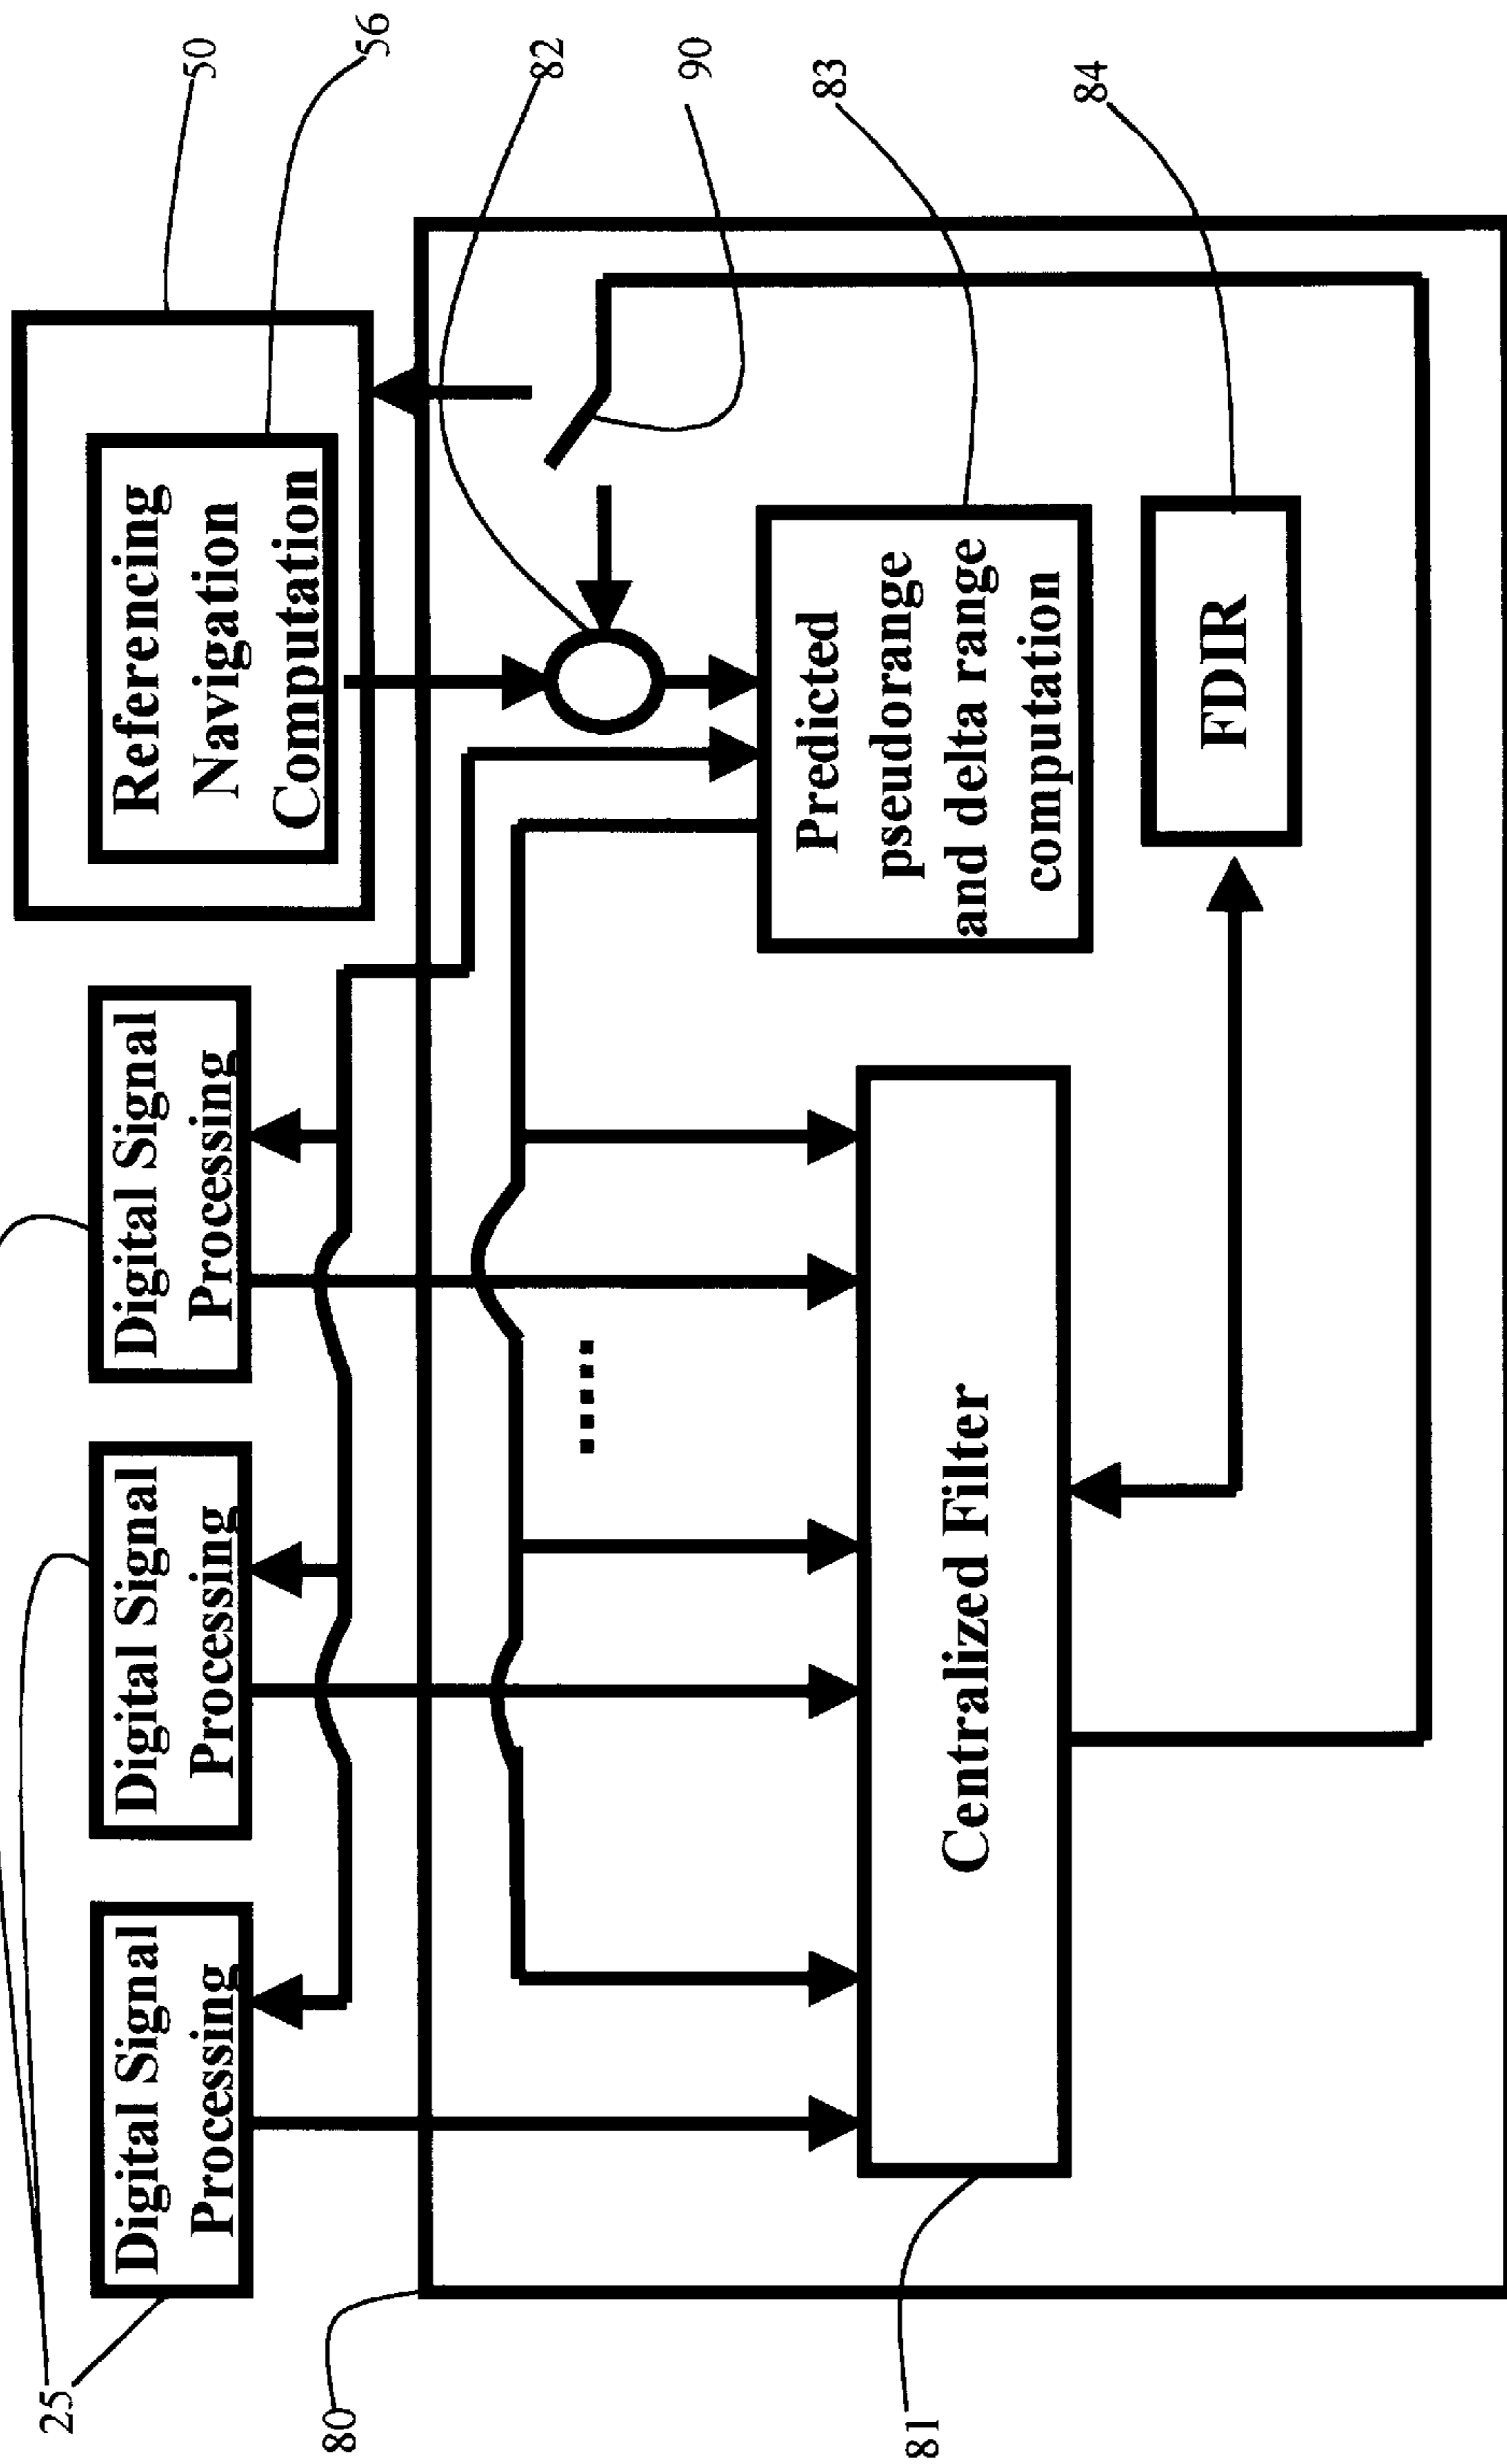 25
Digital Signal
Processing
Digital Signal
Processing
Digital Signal
Processing
Referencing
Navigation
Computation
50
56
80
82
90
.....
Predicted
pseudorange
and delta range
computation
83
81
Centralized Filter
FDIR
84